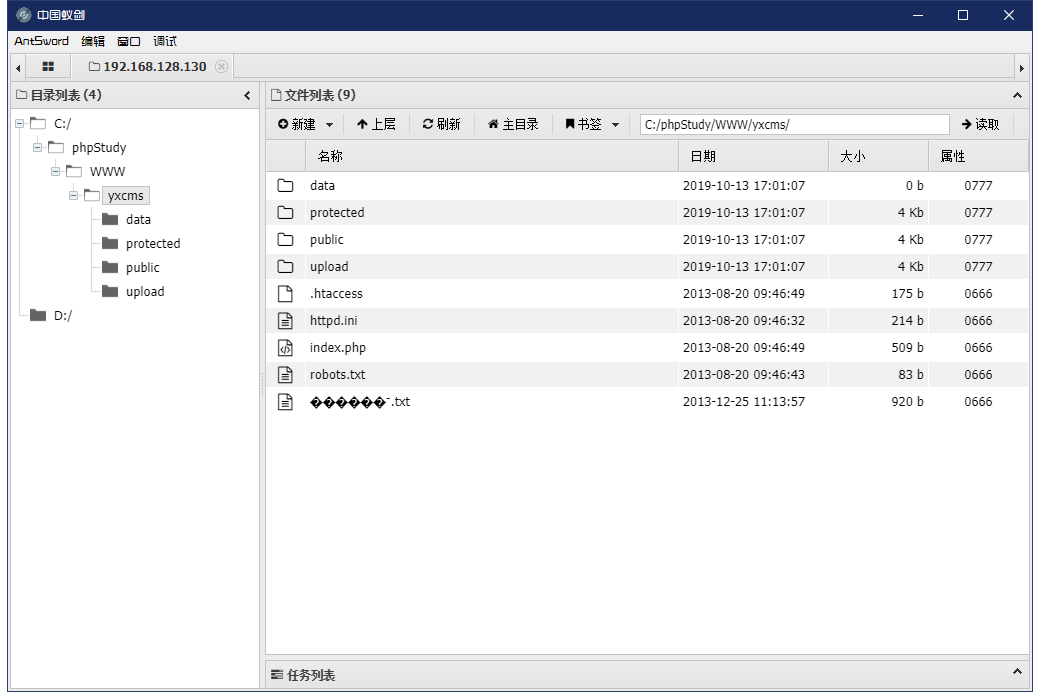 中国蚁剑
AntSword 编辑 窗口 调试
192.168.128.130
目录列表 (4)
C:/
phpStudy
WWW
yxcms
data
protected
public
upload
D:/
文件列表 (9)
新建 上层 刷新 主目录 书签 C:/phpStudy/WWW/yxcms/ 读取
名称 日期 大小 属性
data 2019-10-13 17:01:07 0 b 0777
protected 2019-10-13 17:01:07 4 Kb 0777
public 2019-10-13 17:01:07 4 Kb 0777
upload 2019-10-13 17:01:07 4 Kb 0777
.htaccess 2013-08-20 09:46:49 175 b 0666
httpd.ini 2013-08-20 09:46:32 214 b 0666
index.php 2013-08-20 09:46:49 509 b 0666
robots.txt 2013-08-20 09:46:43 83 b 0666
������ˉ.txt 2013-12-25 11:13:57 920 b 0666
任务列表